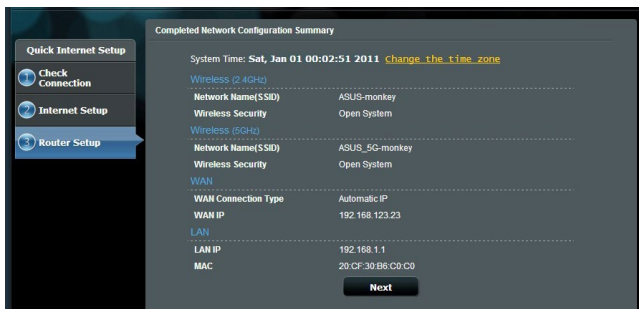 Completed Network Configuration Summary
Quick Internet Setup
1 Check Connection
2 Internet Setup
3 Router Setup
System Time: Sat, Jan 01 00:02:51 2011 Change the time zone
Wireless (2.4GHz)
Network Name(SSID) ASUS-monkey
Wireless Security Open System
Wireless (5GHz)
Network Name(SSID) ASUS_5G-monkey
Wireless Security Open System
WAN
WAN Connection Type Automatic IP
WAN IP 192.168.123.23
LAN
LAN IP 192.168.1.1
MAC 20:CF:30:B6:C0:C0
Next